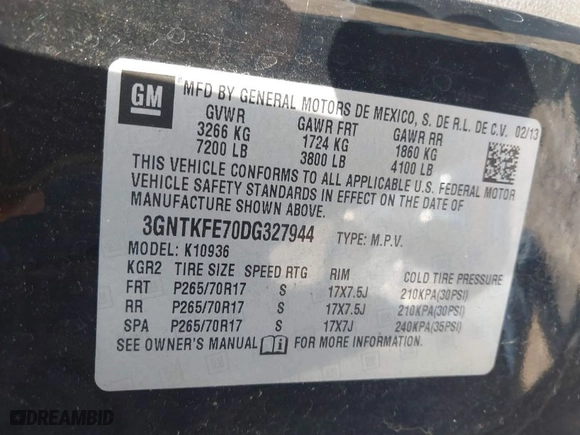 GM
MFD BY GENERAL MOTORS DE MEXICO, S. DE R.L. DE C.V. 02/13
GVWR GAWR FRT GAWR RR
3266 KG 1724 KG 1860 KG
7200 LB 3800 LB 4100 LB
THIS VEHICLE CONFORMS TO ALL APPLICABLE U.S. FEDERAL MOTOR
VEHICLE SAFETY STANDARDS IN EFFECT ON THE DATE OF
MANUFACTURE SHOWN ABOVE.
3GNTKFE70DG327944 TYPE: M.P.V.
MODEL: K10936
KGR2 TIRE SIZE SPEED RTG RIM COLD TIRE PRESSURE
FRT P265/70R17 S 17X7.5J 210KPA(30PSI)
RR P265/70R17 S 17X7.5J 210KPA(30PSI)
SPA P265/70R17 S 17X7J 240KPA(35PSI)
SEE OWNER'S MANUAL FOR MORE INFORMATION.
DREAMBID